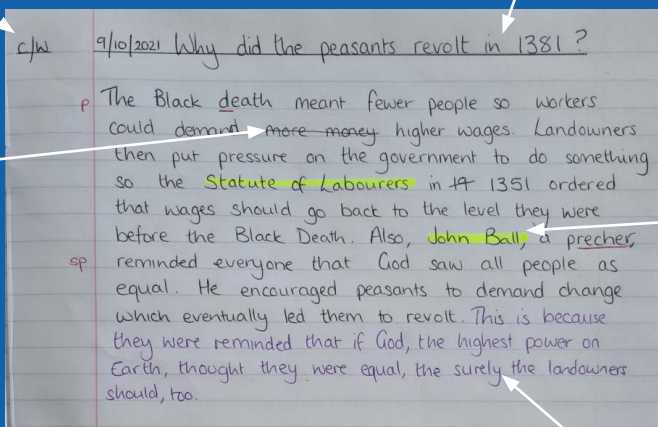 c/w 9/10/2021 Why did the peasants revolt in 1381?
p The Black death meant fewer people so workers
could demand more money higher wages. Landowners
then put pressure on the government to do something
so the Statute of Labourers in 14 1351 ordered
that wages should go back to the level they were
before the Black Death. Also, John Ball, a precher,
sp reminded everyone that God saw all people as
equal. He encouraged peasants to demand change
which eventually led them to revolt. This is because
they were reminded that if God, the highest power on
Earth, thought they were equal, the surely the landowners
should, too.